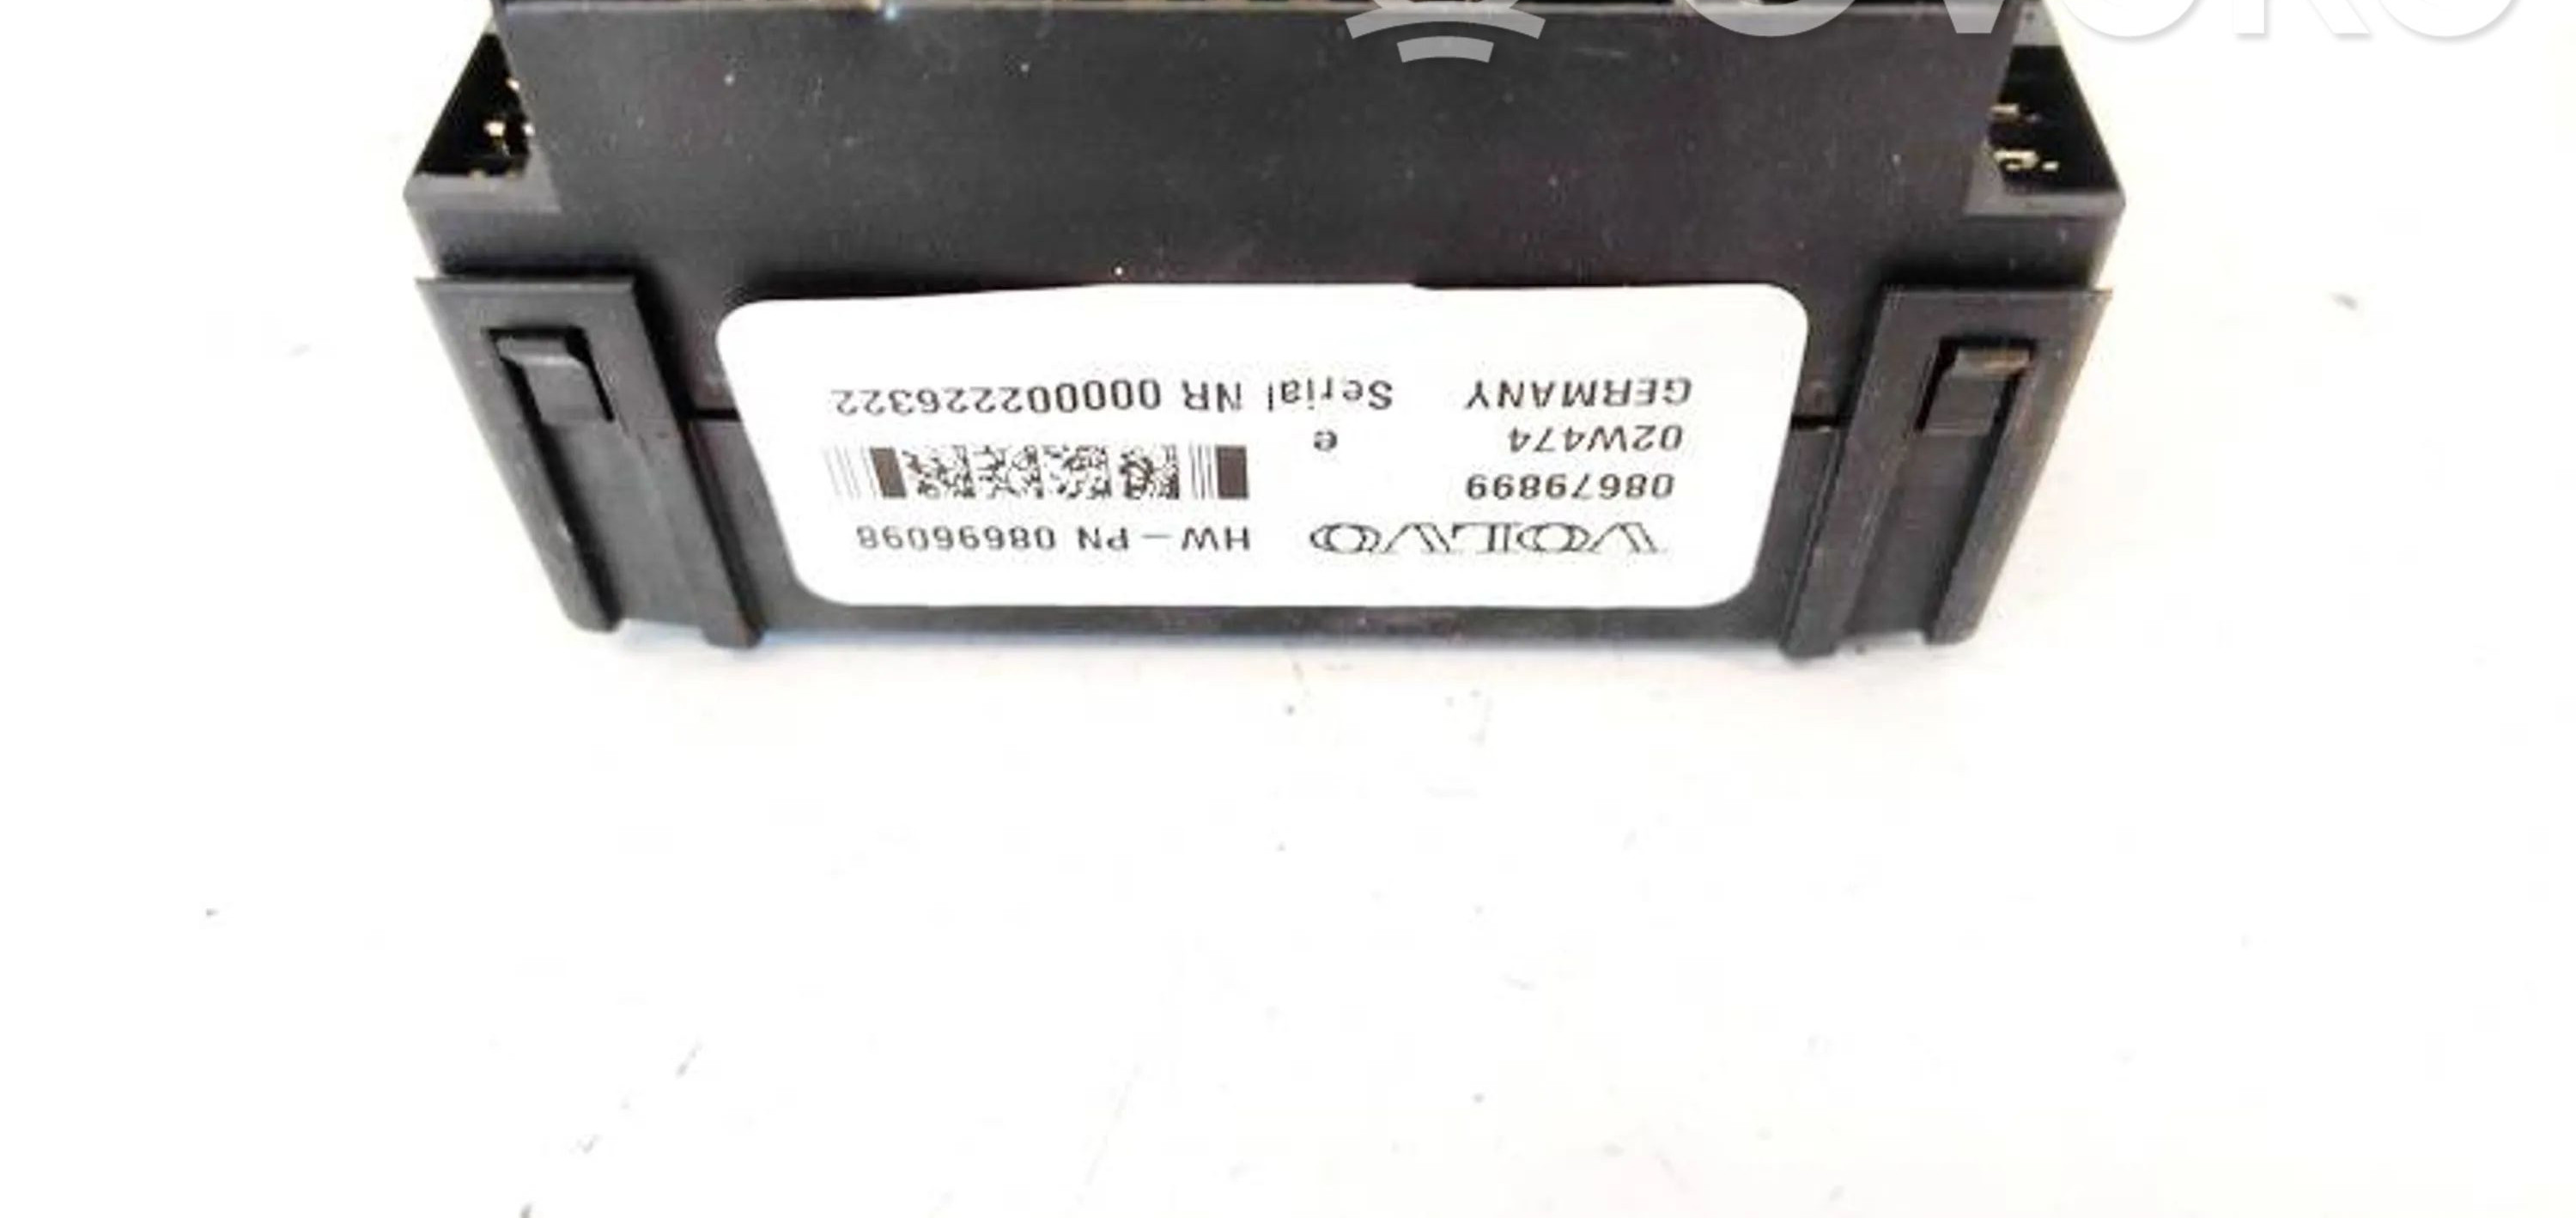 VOLVO HW-PN 08696098
08679899
02W474 e
GERMANY Serial NR 000002226322